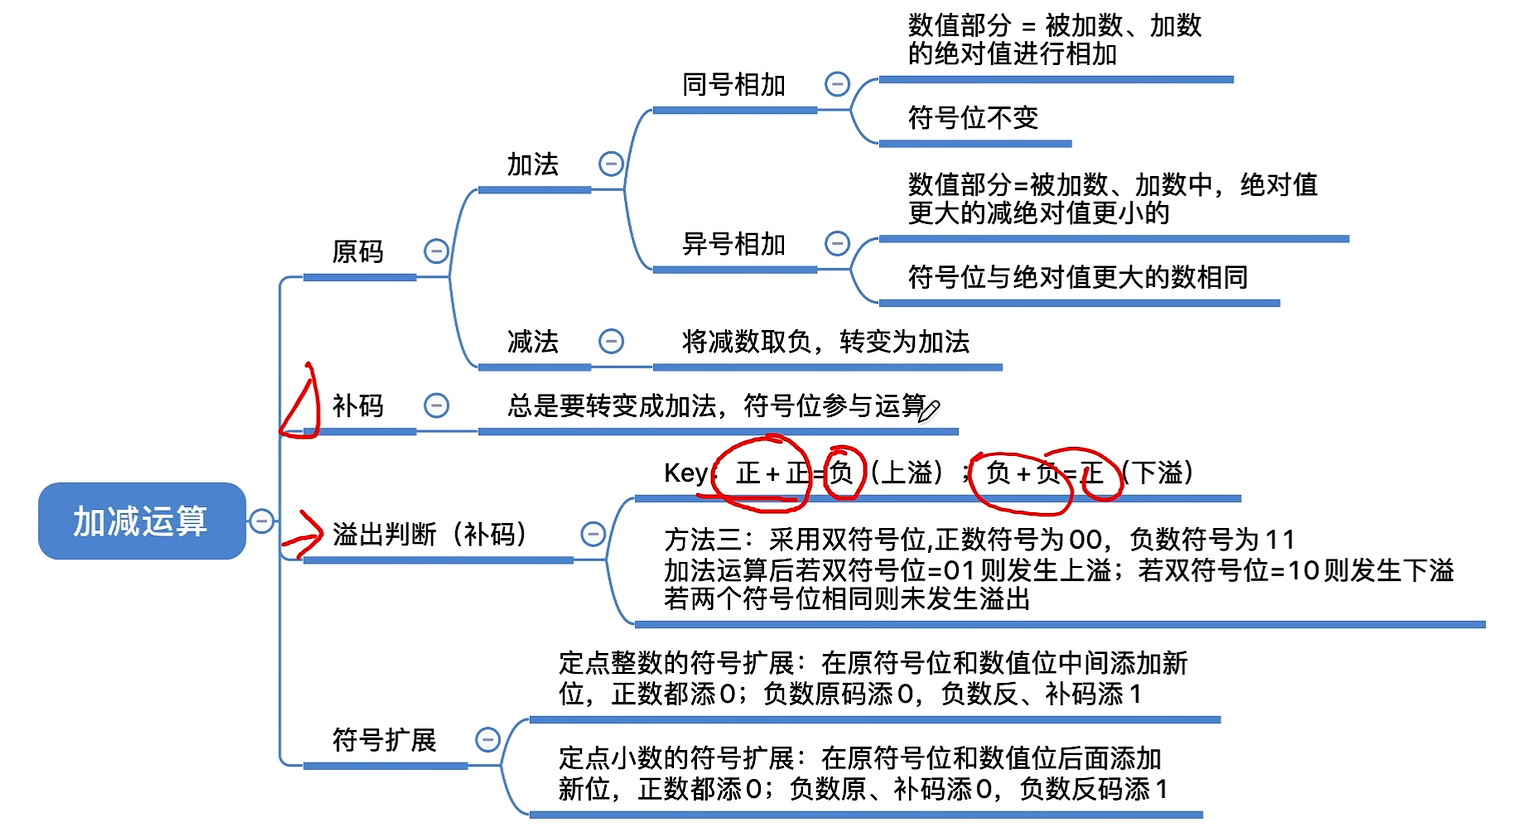 数值部分 = 被加数、加数
的绝对值进行相加
同号相加
符号位不变
加法
数值部分=被加数、加数中，绝对值
更大的减绝对值更小的
异号相加
符号位与绝对值更大的数相同
原码
减法
将减数取负，转变为加法
补码
总是要转变成加法，符号位参与运算
加减运算
Key：正+正=负（上溢）；负+负=正（下溢）
溢出判断（补码）
方法三：采用双符号位,正数符号为00，负数符号为11
加法运算后若双符号位=01则发生上溢；若双符号位=10则发生下溢
若两个符号位相同则未发生溢出
定点整数的符号扩展：在原符号位和数值位中间添加新
位，正数都添0；负数原码添0，负数反、补码添1
符号扩展
定点小数的符号扩展：在原符号位和数值位后面添加
新位，正数都添0；负数原、补码添0，负数反码添1